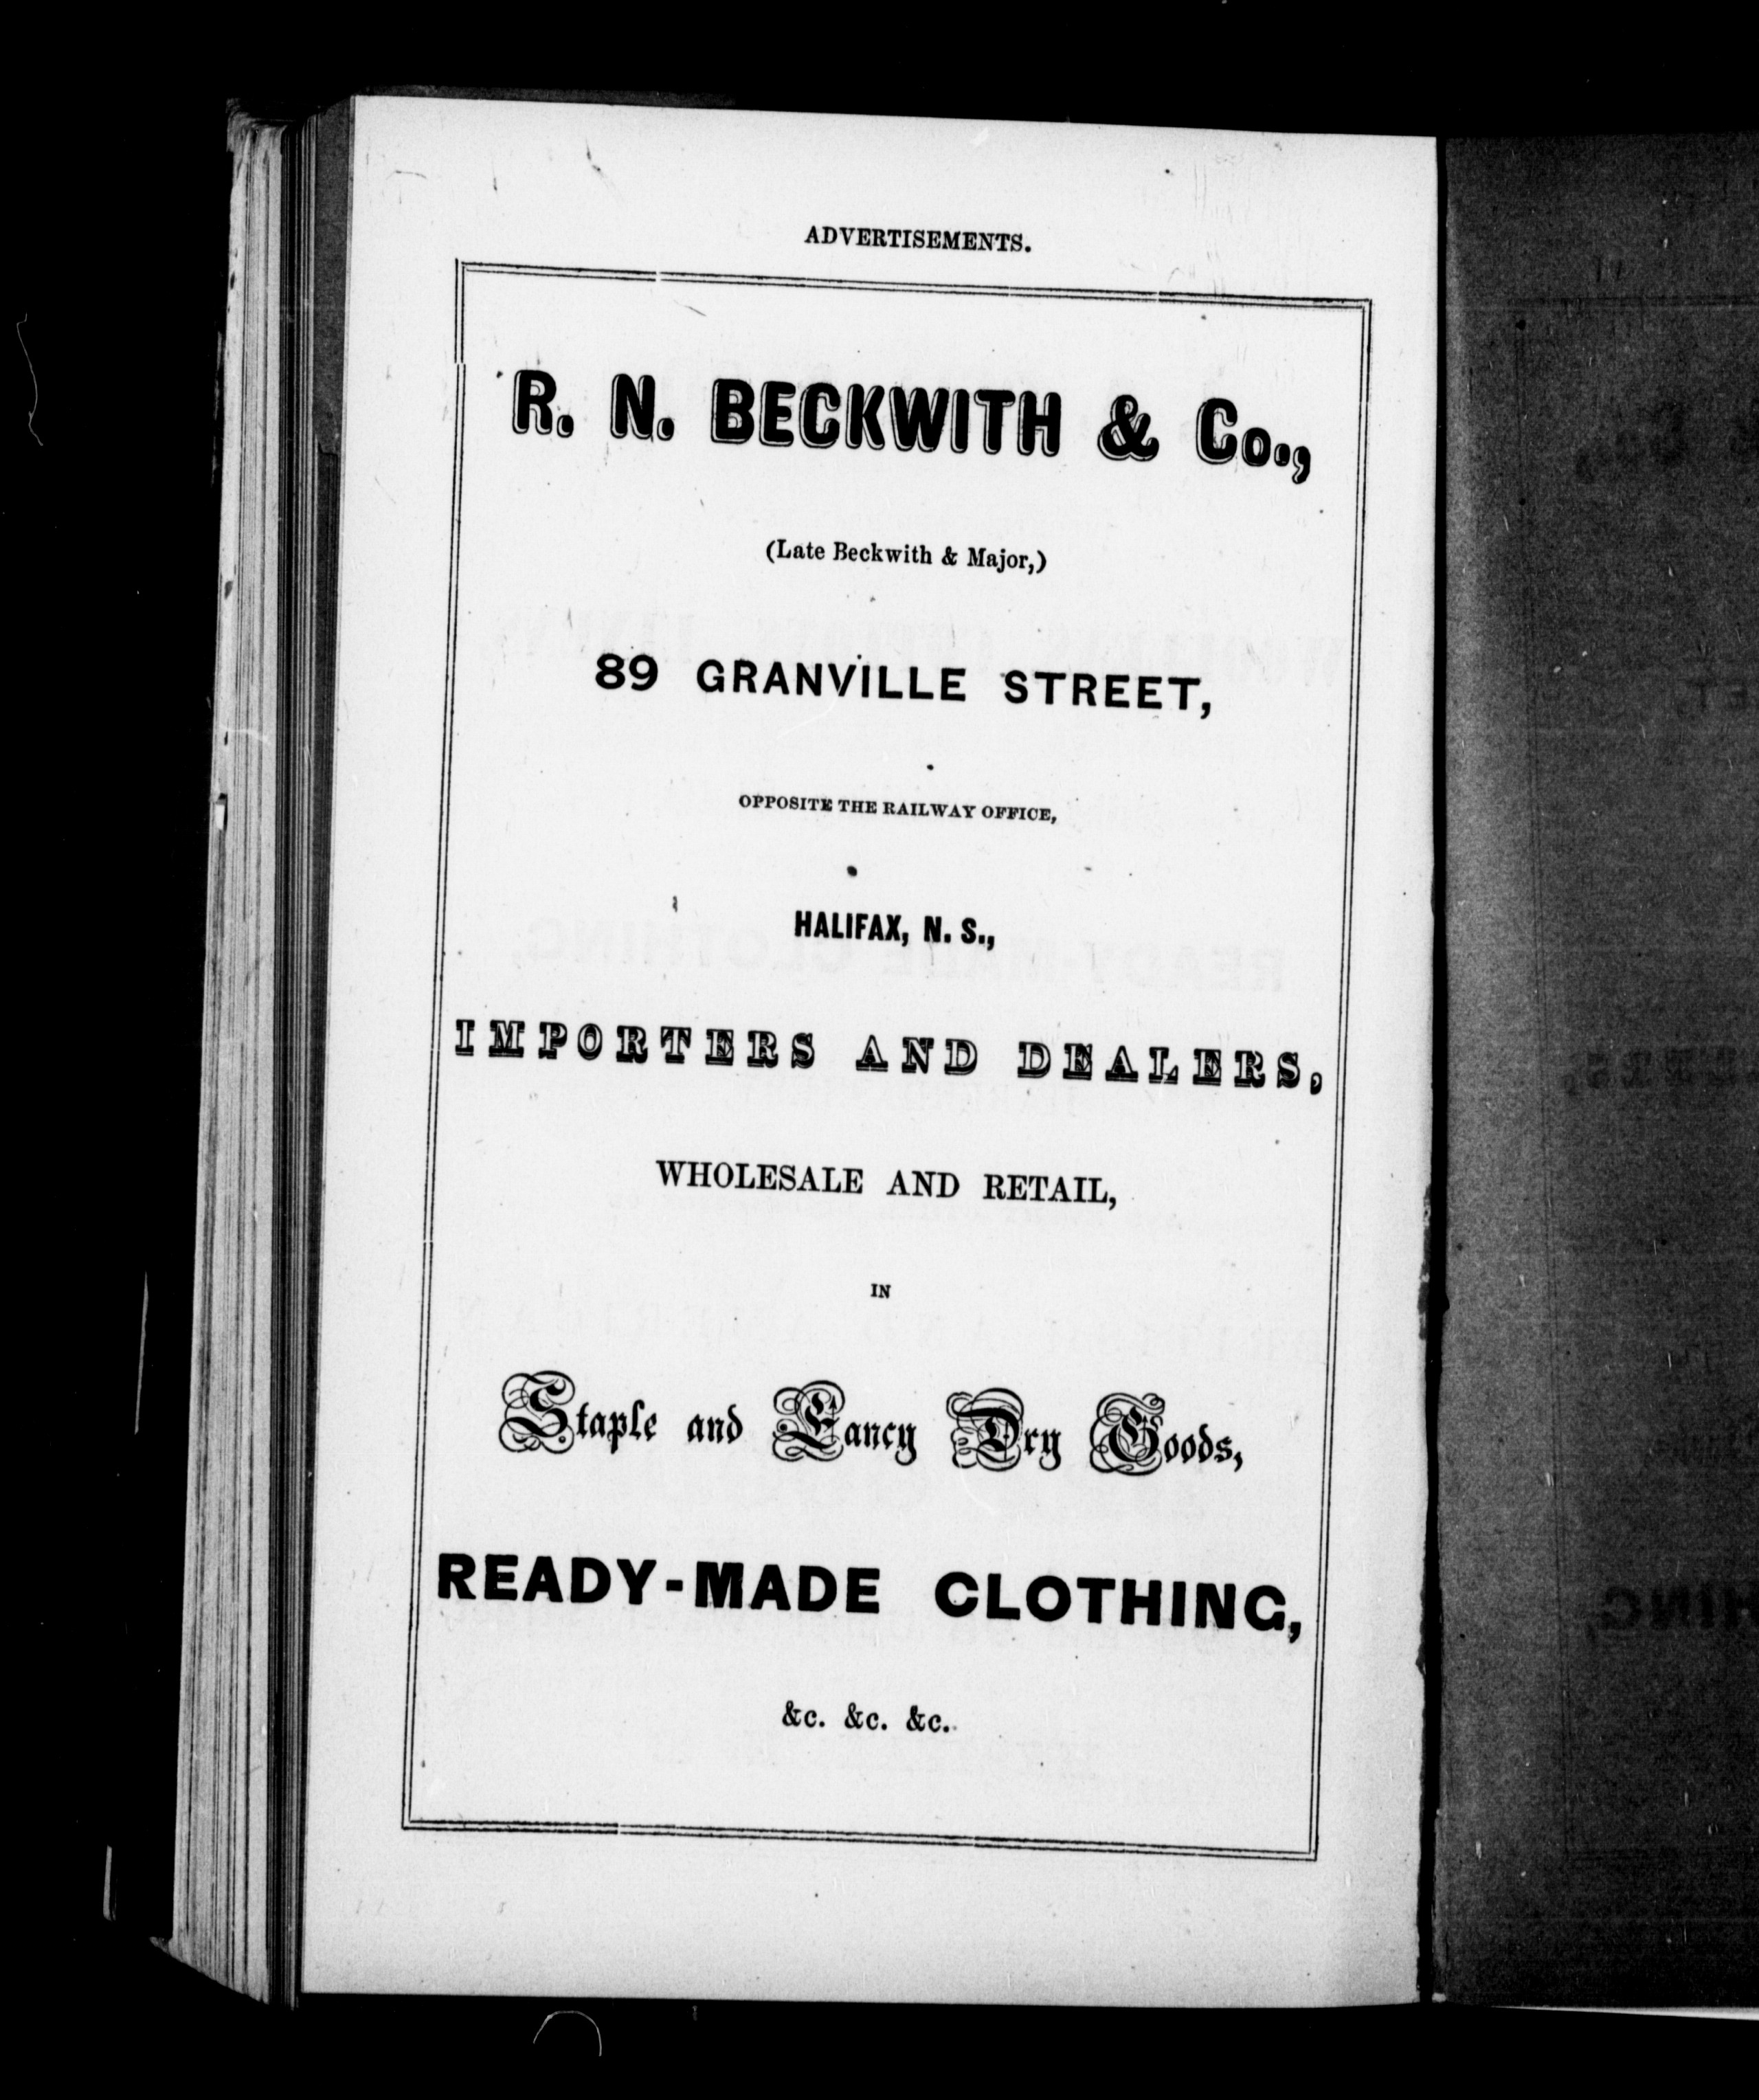 ADVERTISEMENTS.
R. N. BECKWITH & Co.,
(Late Beckwith & Major,)
89 GRANVILLE STREET,
OPPOSITE THE RAILWAY OFFICE,
HALIFAX, N. S.,
IMPORTERS AND DEALERS,
WHOLESALE AND RETAIL,
IN
Staple and Fancy Dry Goods,
READY-MADE CLOTHING,
&c. &c. &c.